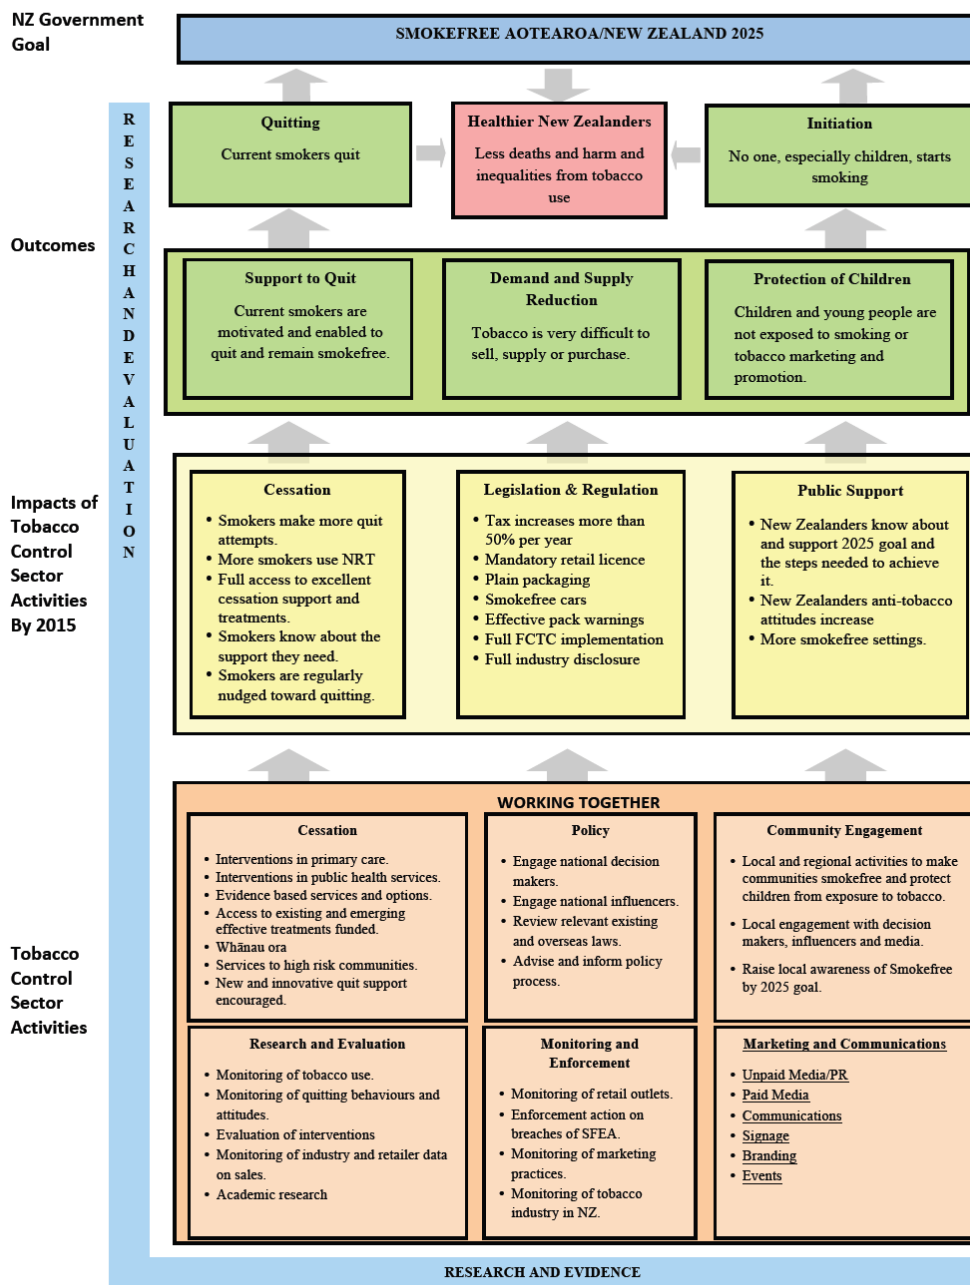 NZ Government
Goal
SMOKEFREE AOTEAROA/NEW ZEALAND 2025
R
E
S
E
A
R
C
H
A
N
D
E
V
A
L
U
A
T
I
O
N
Quitting
Current smokers quit
Healthier New Zealanders
Less deaths and harm and
inequalities from tobacco
use
Initiation
No one, especially children, starts
smoking
Outcomes
Support to Quit
Current smokers are
motivated and enabled to
quit and remain smokefree.
Demand and Supply
Reduction
Tobacco is very difficult to
sell, supply or purchase.
Protection of Children
Children and young people are
not exposed to smoking or
tobacco marketing and
promotion.
Impacts of
Tobacco
Control
Sector
Activities
By 2015
Cessation
• Smokers make more quit
attempts.
• More smokers use NRT
• Full access to excellent
cessation support and
treatments.
• Smokers know about the
support they need.
• Smokers are regularly
nudged toward quitting.
Legislation & Regulation
• Tax increases more than
50% per year
• Mandatory retail licence
• Plain packaging
• Smokefree cars
• Effective pack warnings
• Full FCTC implementation
• Full industry disclosure
Public Support
• New Zealanders know about
and support 2025 goal and
the steps needed to achieve
it.
• New Zealanders anti-tobacco
attitudes increase
• More smokefree settings.
Tobacco
Control
Sector
Activities
WORKING TOGETHER
Cessation
• Interventions in primary care.
• Interventions in public health services.
• Evidence based services and options.
• Access to existing and emerging
effective treatments funded.
• Whānau ora
• Services to high risk communities.
• New and innovative quit support
encouraged.
Policy
• Engage national decision
makers.
• Engage national influencers.
• Review relevant existing
and overseas laws.
• Advise and inform policy
process.
Community Engagement
• Local and regional activities to make
communities smokefree and protect
children from exposure to tobacco.
• Local engagement with decision
makers, influencers and media.
• Raise local awareness of Smokefree
by 2025 goal.
Research and Evaluation
• Monitoring of tobacco use.
• Monitoring of quitting behaviours and
attitudes.
• Evaluation of interventions
• Monitoring of industry and retailer data
on sales.
• Academic research
Monitoring and
Enforcement
• Monitoring of retail outlets.
• Enforcement action on
breaches of SFEA.
• Monitoring of marketing
practices.
• Monitoring of tobacco
industry in NZ.
Marketing and Communications
• Unpaid Media/PR
• Paid Media
• Communications
• Signage
• Branding
• Events
RESEARCH AND EVIDENCE